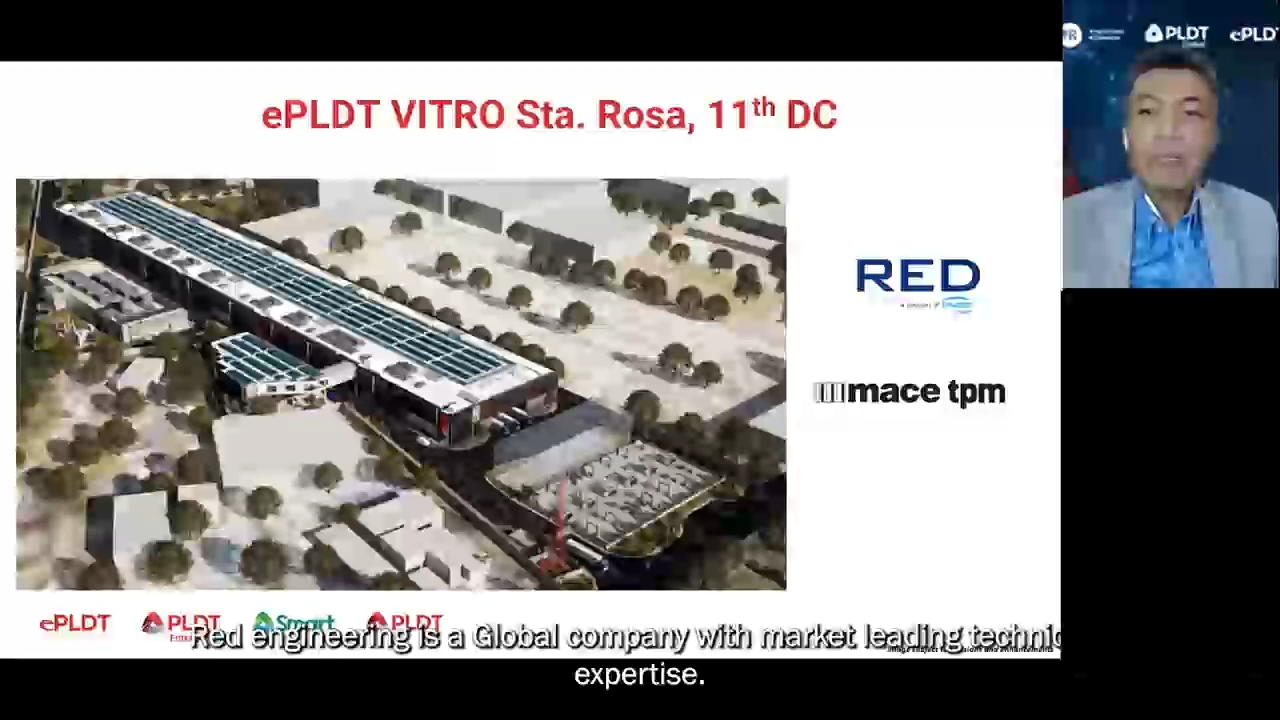 PLDT
ePLD
ePLDT VITRO Sta. Rosa, 11th DC
RED
mace tpm
ePLDT
PLDT
Smart
PLDT
Red engineering is a Global company with market leading technic
expertise.